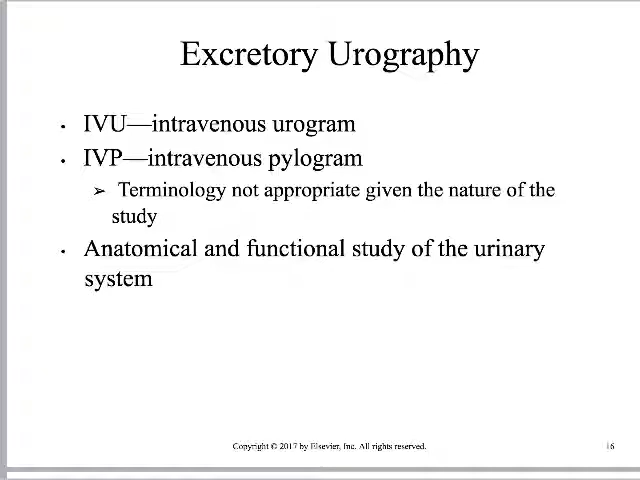 Excretory Urography
• IVU—intravenous urogram
• IVP—intravenous pylogram
➢ Terminology not appropriate given the nature of the
study
• Anatomical and functional study of the urinary
system
Copyright © 2017 by Elsevier, Inc. All rights reserved.
16